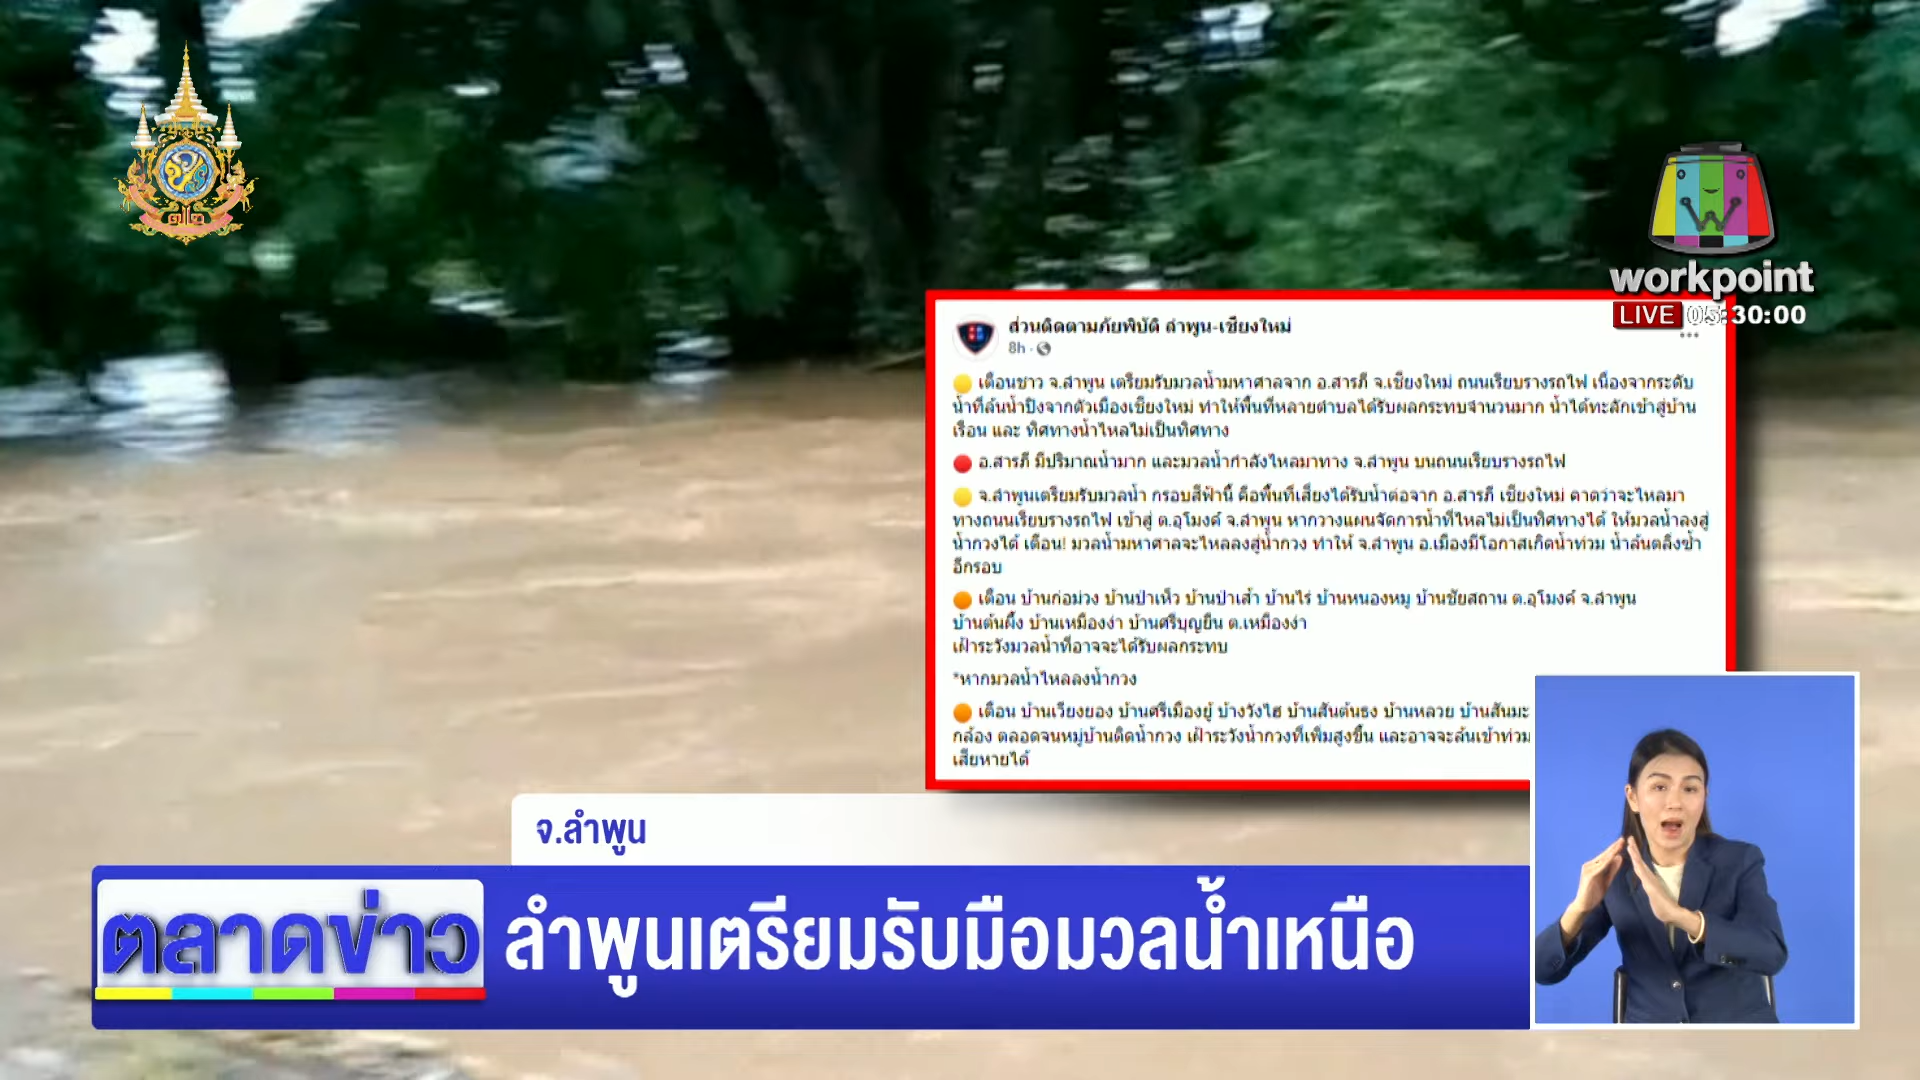 workpoint
LIVE 05:30:00
ส่วนติดตามภัยพิบัติ ลำพูน-เชียงใหม่
8h
เตือนชาว จ.ลำพูน เตรียมรับมวลน้ำมหาศาลจาก อ.สารภี จ.เชียงใหม่ ถนนเรียบรางรถไฟ เนื่องจากระดับ
น้ำที่ล้นน้ำปิงจากตัวเมืองเชียงใหม่ ทำให้พื้นที่หลายตำบลได้รับผลกระทบจำนวนมาก น้ำได้ทะลักเข้าสู่บ้าน
เรือน และ ทิศทางน้ำไหลไม่เป็นทิศทาง
อ.สารภี มีปริมาณน้ำมาก และมวลน้ำกำลังไหลมาทาง จ.ลำพูน บนถนนเรียบรางรถไฟ
จ.ลำพูนเตรียมรับมวลน้ำ กรอบสีฟ้านี้ คือพื้นที่เสี่ยงได้รับน้ำต่อจาก อ.สารภี เชียงใหม่ คาดว่าจะไหลมา
ทางถนนเรียบรางรถไฟ เข้าสู่ ต.อุโมงค์ จ.ลำพูน หากวางแผนจัดการน้ำที่ไหลไม่เป็นทิศทางได้ ให้มวลน้ำลงสู่
น้ำกวงได้ เตือน! มวลน้ำมหาศาลจะไหลลงสู่น้ำกวง ทำให้ จ.ลำพูน อ.เมืองมีโอกาสเกิดน้ำท่วม น้ำล้นตลิ่งซ้ำ
อีกรอบ
เตือน บ้านก่อม่วง บ้านป่าเห็ว บ้านป่าเส้า บ้านไร่ บ้านหนองหมู บ้านชัยสถาน ต.อุโมงค์ จ.ลำพูน
บ้านต้นผึ้ง บ้านเหมืองง่า บ้านศรีบุญยืน ต.เหมืองง่า
เฝ้าระวังมวลน้ำที่อาจจะได้รับผลกระทบ
*หากมวลน้ำไหลลงน้ำกวง
เตือน บ้านเวียงยอง บ้านศรีเมืองยู้ บ้างวังไฮ บ้านสันต้นธง บ้านหลวย บ้านสันมะ
กล้อง ตลอดจนหมู่บ้านติดน้ำกวง เฝ้าระวังน้ำกวงที่เพิ่มสูงขึ้น และอาจจะล้นเข้าท่วม
เสียหายได้
จ.ลำพูน
ตลาดข่าว ลำพูนเตรียมรับมือมวลน้ำเหนือ